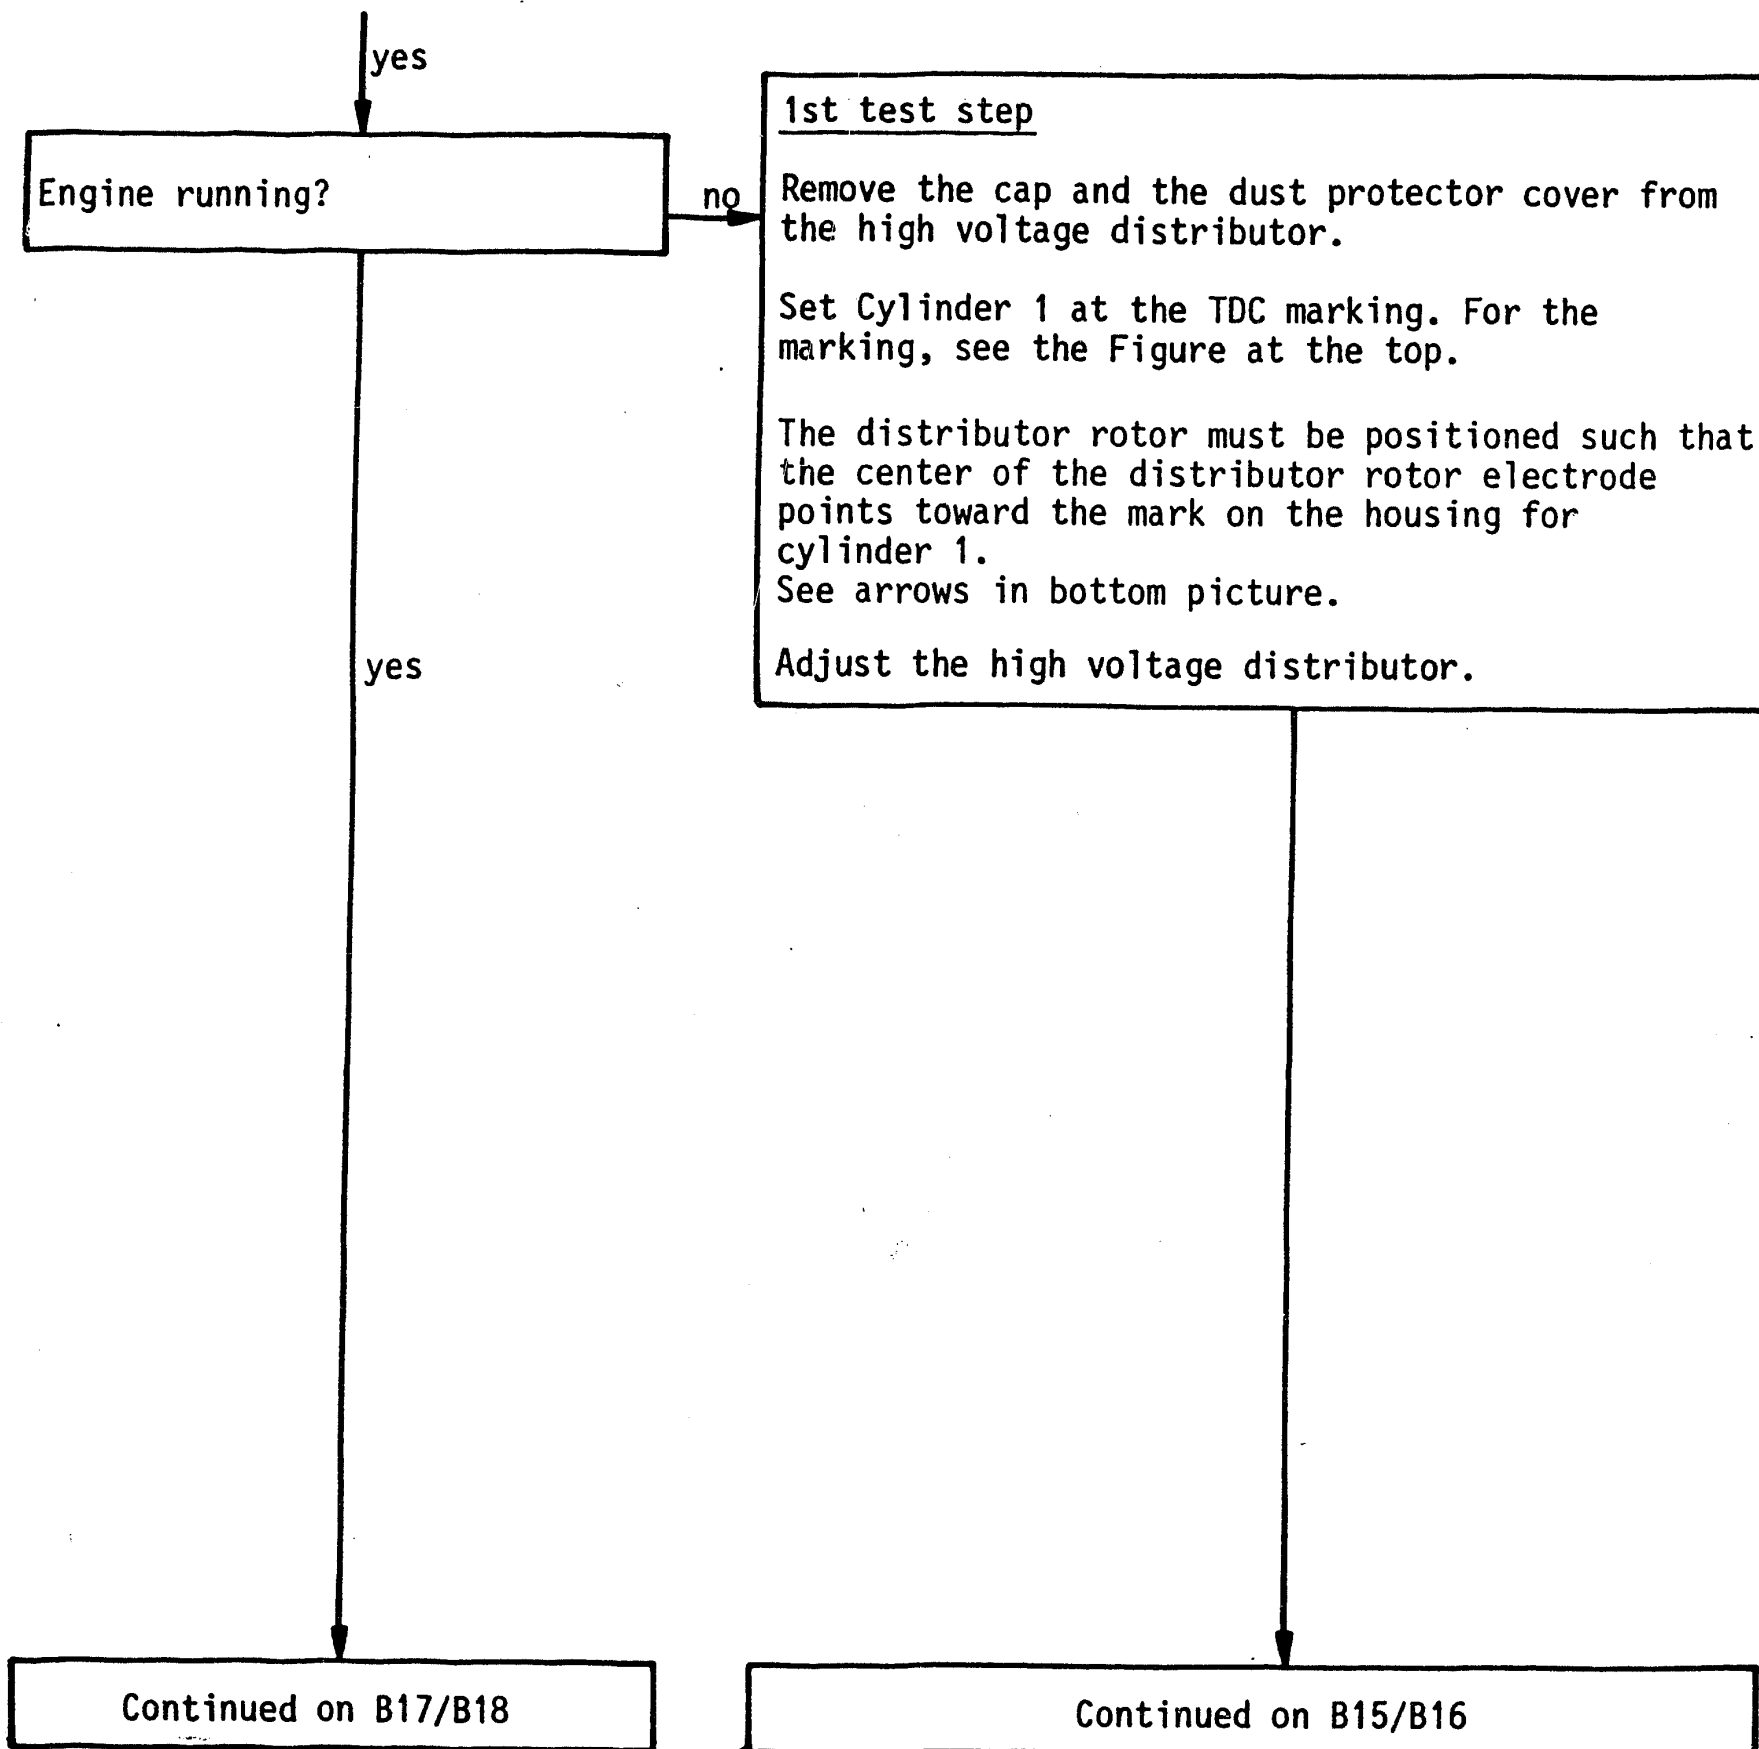 yes
Engine running?
no
1st test step
Remove the cap and the dust protector cover from
the high voltage distributor.
Set Cylinder 1 at the TDC marking. For the
marking, see the Figure at the top.
The distributor rotor must be positioned such that
the center of the distributor rotor electrode
points toward the mark on the housing for
cylinder 1.
See arrows in bottom picture.
Adjust the high voltage distributor.
yes
Continued on B17/B18
Continued on B15/B16